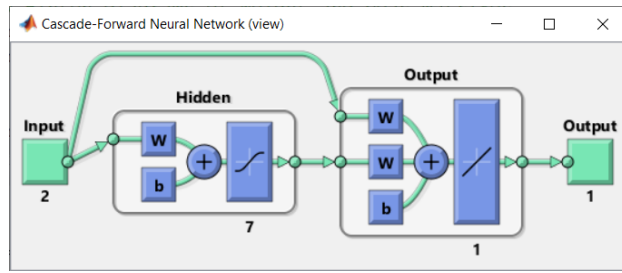 Cascade-Forward Neural Network (view)
Output
Hidden
Input
Output
W
W
W
b
b
2
1
7
1